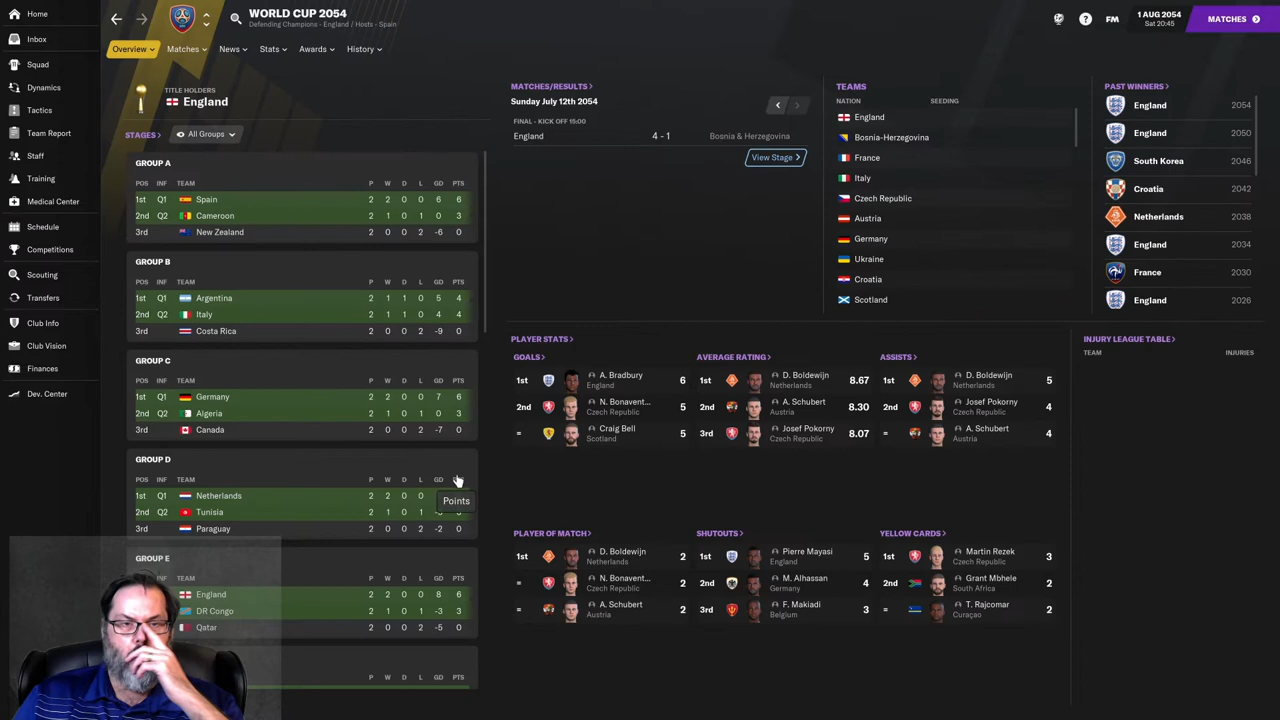 Home
Inbox
Squad
Dynamics
Tactics
Team Report
Staff
Training
Medical Center
Schedule
Competitions
Scouting
Transfers
Club Info
Club Vision
Finances
Dev. Center
WORLD CUP 2054
Defending Champions - England / Hosts - Spain
FM
1 AUG 2054
Sat 20:45
MATCHES
Overview
Matches
News
Stats
Awards
History
TITLE HOLDERS
England
STAGES
All Groups
GROUP A
POS INF TEAM P W D L GD PTS
1st Q1 Spain 2 2 0 0 6 6
2nd Q2 Cameroon 2 1 0 1 0 3
3rd New Zealand 2 0 0 2 -6 0
GROUP B
POS INF TEAM P W D L GD PTS
1st Q1 Argentina 2 1 1 0 5 4
2nd Q2 Italy 2 1 1 0 4 4
3rd Costa Rica 2 0 0 2 -9 0
GROUP C
POS INF TEAM P W D L GD PTS
1st Q1 Germany 2 2 0 0 7 6
2nd Q2 Algeria 2 1 0 1 0 3
3rd Canada 2 0 0 2 -7 0
GROUP D
POS INF TEAM P W D L GD
1st Q1 Netherlands 2 2 0 0
2nd Q2 Tunisia 2 1 0 1
3rd Paraguay 2 0 0 2 -2 0
Points
GROUP E
POS INF TEAM P W D L GD PTS
England 2 2 0 0 8 6
DR Congo 2 1 0 1 -3 3
Qatar 2 0 0 2 -5 0
P W D L GD PTS
MATCHES/RESULTS
Sunday July 12th 2054
FINAL - KICK OFF 15:00
England 4 - 1 Bosnia & Herzegovina
View Stage
TEAMS
NATION SEEDING
England
Bosnia-Herzegovina
France
Italy
Czech Republic
Austria
Germany
Ukraine
Croatia
Scotland
PAST WINNERS
England 2054
England 2050
South Korea 2046
Croatia 2042
Netherlands 2038
England 2034
France 2030
England 2026
PLAYER STATS
GOALS
1st A. Bradbury 6
England
2nd N. Bonavent... 5
Czech Republic
= Craig Bell 5
Scotland
AVERAGE RATING
1st D. Boldewijn 8.67
Netherlands
2nd A. Schubert 8.30
Austria
3rd Josef Pokorny 8.07
Czech Republic
ASSISTS
1st D. Boldewijn 5
Netherlands
2nd Josef Pokorny 4
Czech Republic
= A. Schubert 4
Austria
PLAYER OF MATCH
1st D. Boldewijn 2
Netherlands
= N. Bonavent... 2
Czech Republic
= A. Schubert 2
Austria
SHUTOUTS
1st Pierre Mayasi 5
England
2nd M. Alhassan 4
Germany
3rd F. Makiadi 3
Belgium
YELLOW CARDS
1st Martin Rezek 3
Czech Republic
2nd Grant Mbhele 2
South Africa
= T. Rajcomar 2
Curaçao
INJURY LEAGUE TABLE
TEAM INJURIES